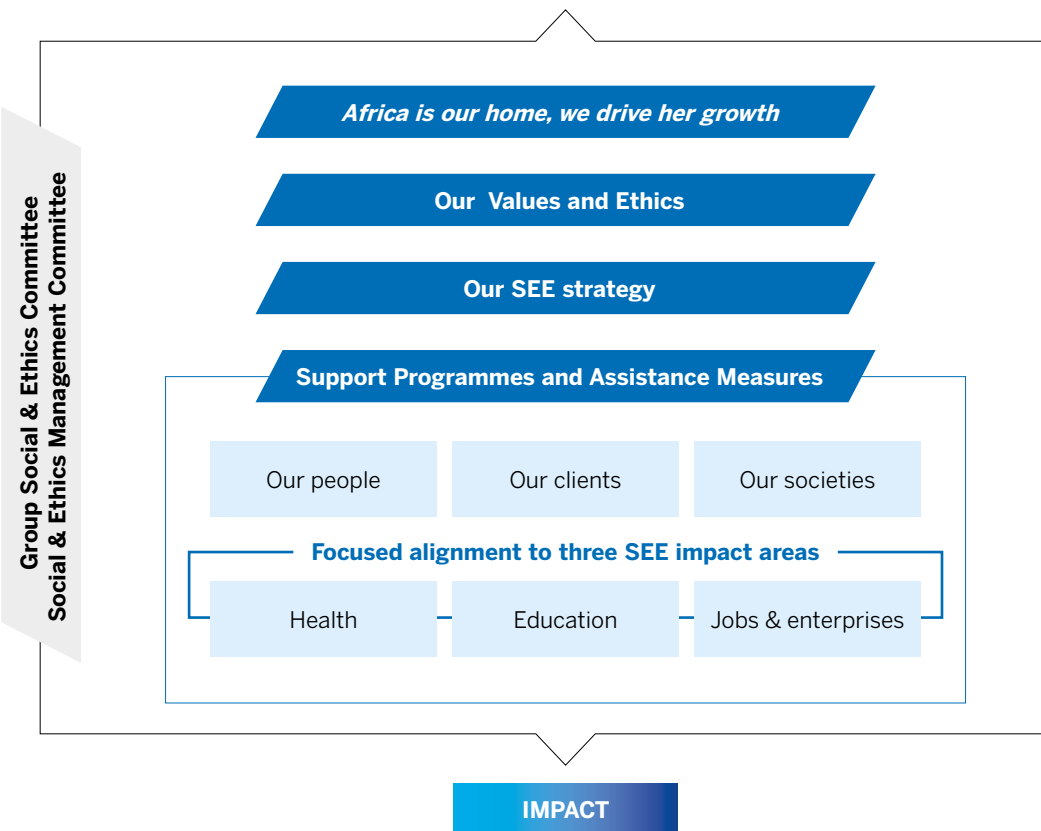 Group Social & Ethics Committee
Social & Ethics Management Committee
Africa is our home, we drive her growth
Our Values and Ethics
Our SEE strategy
Support Programmes and Assistance Measures
Our people
Our clients
Our societies
Focused alignment to three SEE impact areas
Health
Education
Jobs & enterprises
IMPACT